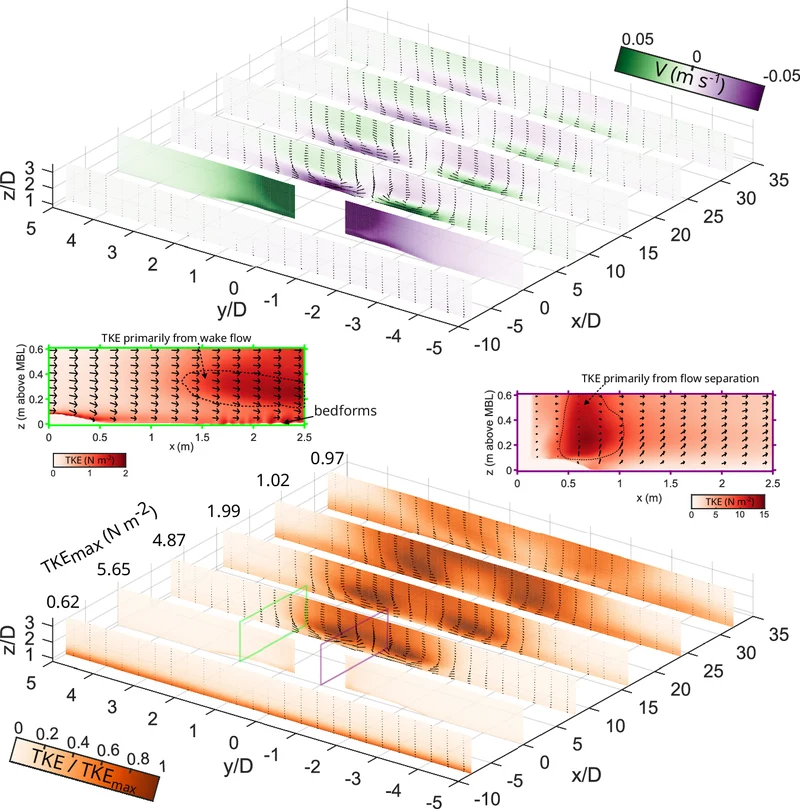 0.05
0
-0.05
V (m s-1)
z/D
3
2
1
5
4
3
2
1
0
-1
-2
-3
-4
-5
y/D
-10
-5
0
5
10
15
20
25
30
35
x/D
TKE primarily from wake flow
z (m above MBL)
0.6
0.4
0.2
0
bedforms
0 0.5 1 1.5 2 2.5
x (m)
TKE (N m-2)
0 1 2
TKE primarily from flow separation
z (m above MBL)
0.6
0.4
0.2
0
0 0.5 1 1.5 2 2.5
x (m)
TKE (N m-2)
0 5 10 15
TKEmax (N m-2)
0.97
1.02
1.99
4.87
5.65
0.62
z/D
3
2
1
5
4
3
2
1
0
-1
-2
-3
-4
-5
y/D
-10
-5
0
5
10
15
20
25
30
35
x/D
0 0.2 0.4 0.6 0.8 1
TKE / TKEmax